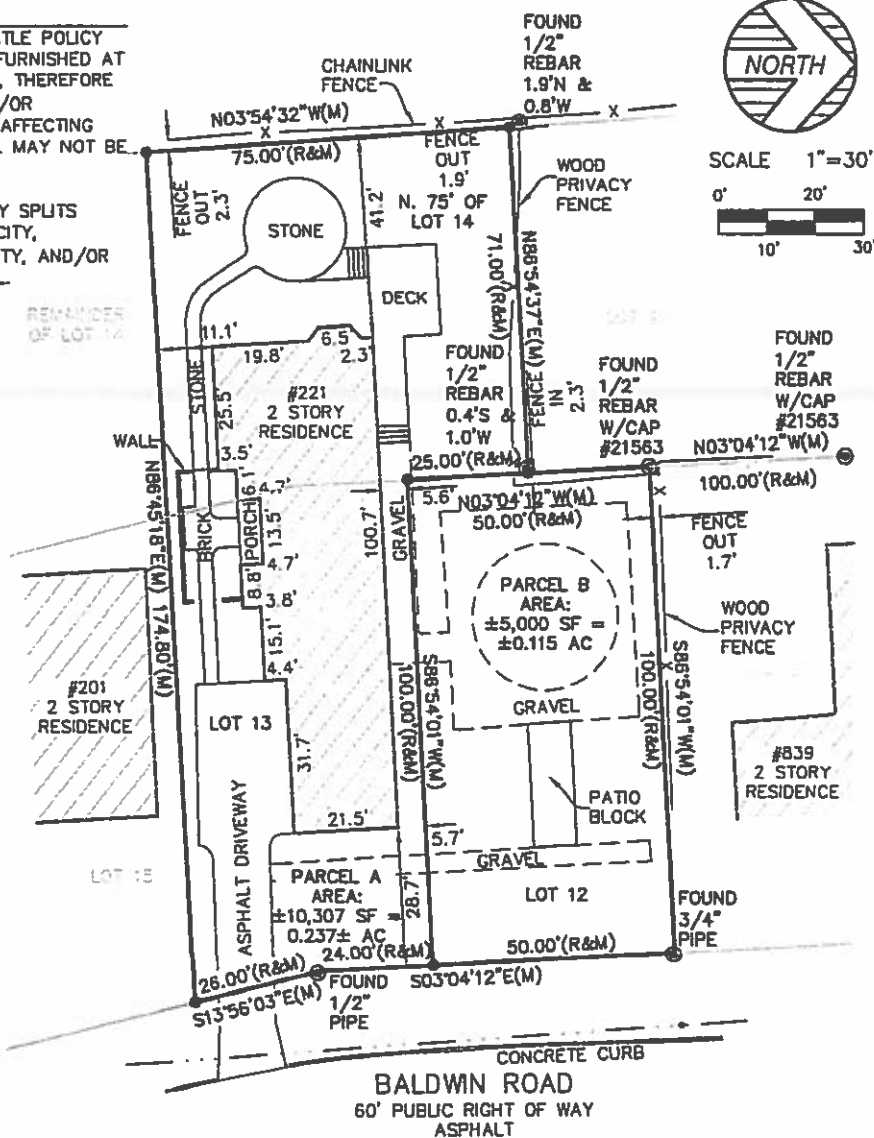 TLE POLICY
FURNISHED AT
, THEREFORE
/OR
AFFECTING
. MAY NOT BE
Y SPLITS
CITY,
TY, AND/OR
REMAINDER
OF LOT 14
CHAINLINK
FENCE
FOUND
1/2"
REBAR
1.9'N &
0.8'W
NORTH
SCALE 1"=30'
0' 20'
10' 30'
N03°54'32"W(M)
X X X
75.00'(R&M)
FENCE
OUT
2.3'
FENCE
OUT
1.9'
N. 75' OF
LOT 14
WOOD
PRIVACY
FENCE
STONE
41.2'
DECK
71.00'(R&M)
N86°54'37"E(M)
FENCE
IN
2.3'
11.1'
19.8'
6.5'
2.3'
STONE
25.5'
#221
2 STORY
RESIDENCE
FOUND
1/2"
REBAR
0.4'S &
1.0'W
FOUND
1/2"
REBAR
W/CAP
#21563
FOUND
1/2"
REBAR
W/CAP
#21563
N03°04'12"W(M)
100.00'(R&M)
WALL
3.5'
25.00'(R&M)
N86°45'18"E(M) 174.80'(M)
BRICK
PORCH
6.1'
4.7'
13.5'
4.7'
8.8'
3.8'
15.1'
4.4'
100.7'
GRAVEL
5.6'
N03°04'12"W(M)
50.00'(R&M)
X
FENCE
OUT
1.7'
PARCEL B
AREA:
±5,000 SF =
±0.115 AC
WOOD
PRIVACY
FENCE
X
#201
2 STORY
RESIDENCE
LOT 13
31.7'
100.00'(R&M)
S86°54'01"W(M)
GRAVEL
100.00'(R&M)
S86°54'01"W(M)
#839
2 STORY
RESIDENCE
PATIO
BLOCK
21.5'
5.7'
GRAVEL
LOT 15
ASPHALT DRIVEWAY
PARCEL A
AREA:
±10,307 SF =
0.237± AC
28.7'
LOT 12
FOUND
3/4"
PIPE
26.00'(R&M)
24.00'(R&M)
50.00'(R&M)
S13°56'03"E(M)
FOUND
1/2"
PIPE
S03°04'12"E(M)
CONCRETE CURB
BALDWIN ROAD
60' PUBLIC RIGHT OF WAY
ASPHALT